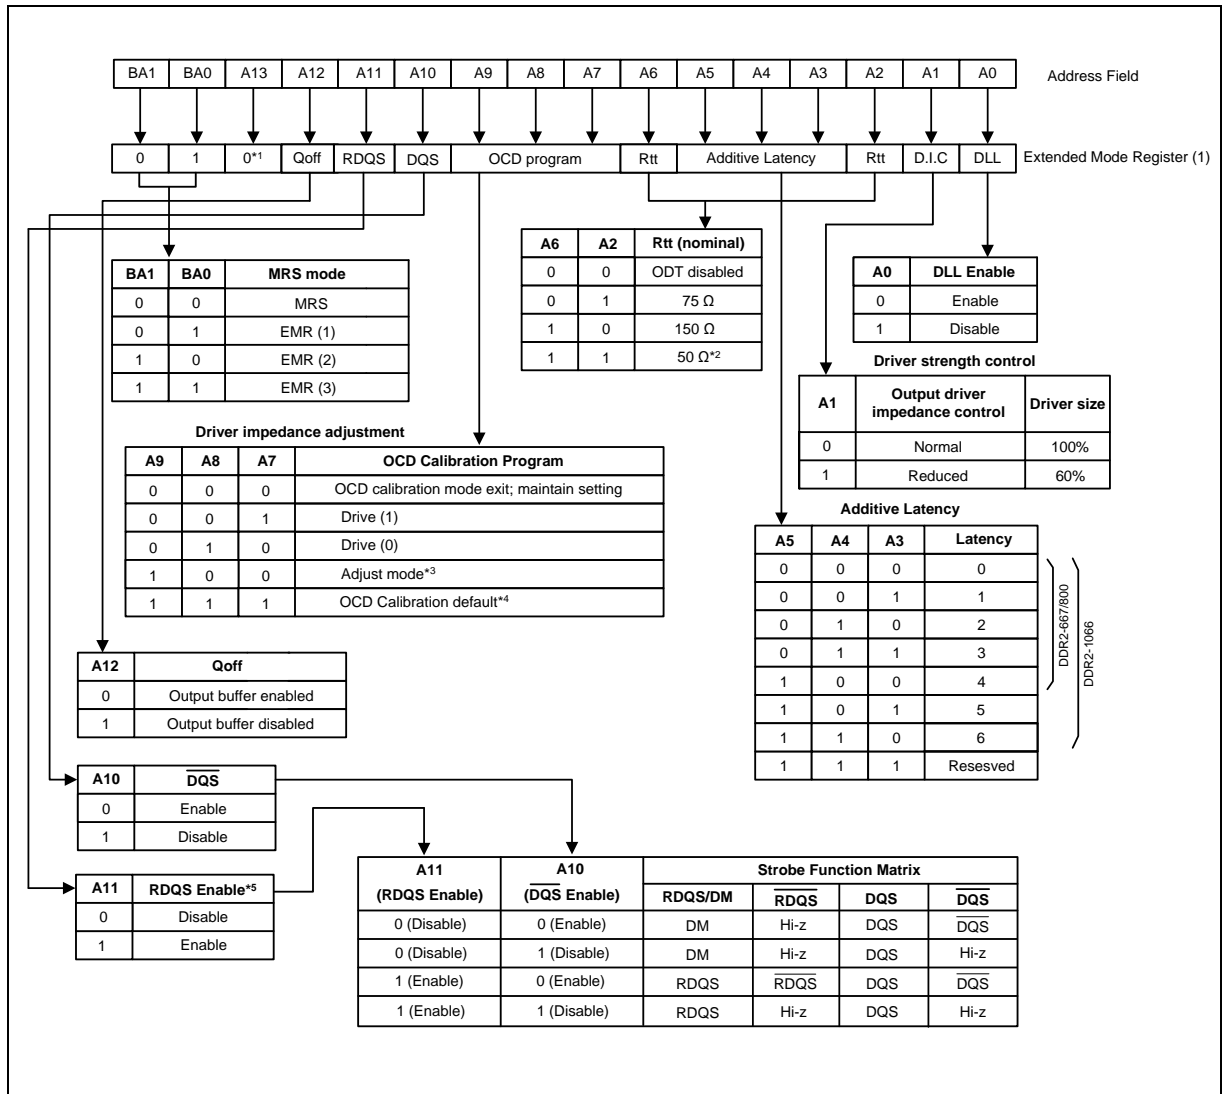 BA1 BA0 A13 A12 A11 A10 A9 A8 A7 A6 A5 A4 A3 A2 A1 A0 Address Field
0 1 0*1 Qoff RDQS DQS OCD program Rtt Additive Latency Rtt D.I.C DLL Extended Mode Register (1)
BA1 BA0 MRS mode
0 0 MRS
0 1 EMR (1)
1 0 EMR (2)
1 1 EMR (3)
A6 A2 Rtt (nominal)
0 0 ODT disabled
0 1 75 Ω
1 0 150 Ω
1 1 50 Ω*2
A0 DLL Enable
0 Enable
1 Disable
Driver strength control
A1 Output driver impedance control Driver size
0 Normal 100%
1 Reduced 60%
Driver impedance adjustment
A9 A8 A7 OCD Calibration Program
0 0 0 OCD calibration mode exit; maintain setting
0 0 1 Drive (1)
0 1 0 Drive (0)
1 0 0 Adjust mode*3
1 1 1 OCD Calibration default*4
Additive Latency
A5 A4 A3 Latency
0 0 0 0
0 0 1 1
0 1 0 2
0 1 1 3
1 0 0 4
1 0 1 5
1 1 0 6
1 1 1 Resesved
DDR2-667/800
DDR2-1066
A12 Qoff
0 Output buffer enabled
1 Output buffer disabled
A10 D̅Q̅S̅
0 Enable
1 Disable
A11 RDQS Enable*5
0 Disable
1 Enable
A11 (RDQS Enable) A10 (D̅Q̅S̅ Enable) Strobe Function Matrix
RDQS/DM R̅D̅Q̅S̅ DQS D̅Q̅S̅
0 (Disable) 0 (Enable) DM Hi-z DQS D̅Q̅S̅
0 (Disable) 1 (Disable) DM Hi-z DQS Hi-z
1 (Enable) 0 (Enable) RDQS R̅D̅Q̅S̅ DQS D̅Q̅S̅
1 (Enable) 1 (Disable) RDQS Hi-z DQS Hi-z